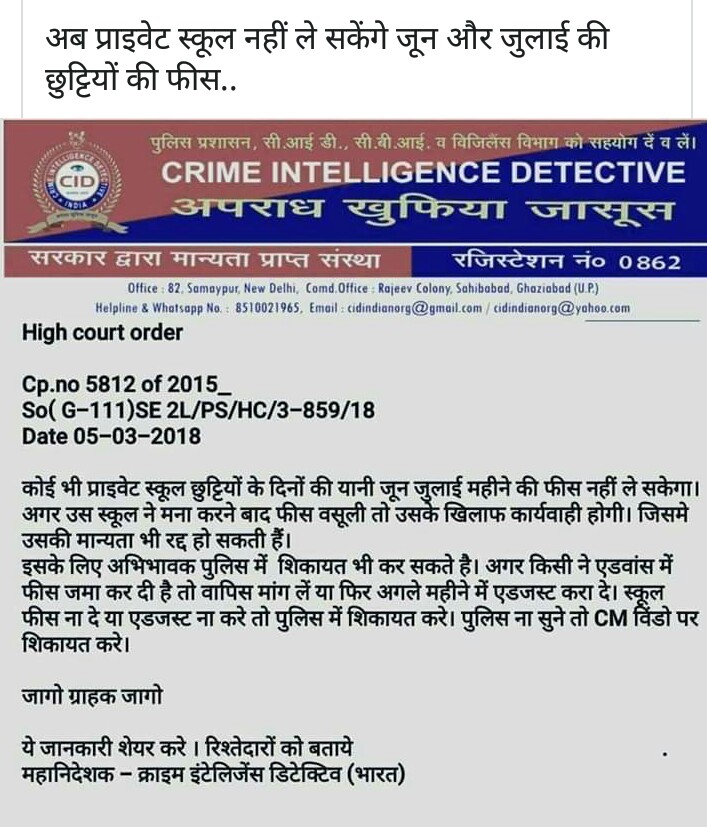 अब प्राइवेट स्कूल नहीं ले सकेंगे जून और जुलाई की
छुट्टियों की फीस..
पुलिस प्रशासन, सी.आई डी., सी.बी.आई. व विजिलेंस विभाग को सहयोग दें व लें।
CRIME INTELLIGENCE DETECTIVE
अपराध खुफिया जासूस
CID
INDIA
सरकार द्वारा मान्यता प्राप्त संस्था
रजिस्टेशन नं० 0862
Office : 82, Samaypur, New Delhi, Comd.Office : Rajeev Colony, Sahibabad, Ghaziabad (U.P.)
Helpline & Whatsapp No. : 8510021965, Email : cidindianorg@gmail.com / cidindianorg@yahoo.com
High court order
Cp.no 5812 of 2015_
So( G-111)SE 2L/PS/HC/3-859/18
Date 05-03-2018
कोई भी प्राइवेट स्कूल छुट्टियों के दिनों की यानी जून जुलाई महीने की फीस नहीं ले सकेगा।
अगर उस स्कूल ने मना करने बाद फीस वसूली तो उसके खिलाफ कार्यवाही होगी। जिसमे
उसकी मान्यता भी रद्द हो सकती हैं।
इसके लिए अभिभावक पुलिस में शिकायत भी कर सकते है। अगर किसी ने एडवांस में
फीस जमा कर दी है तो वापिस मांग लें या फिर अगले महीने में एडजस्ट करा दे। स्कूल
फीस ना दे या एडजस्ट ना करे तो पुलिस में शिकायत करे। पुलिस ना सुने तो CM विंडो पर
शिकायत करे।
जागो ग्राहक जागो
ये जानकारी शेयर करे । रिश्तेदारों को बताये
महानिदेशक – क्राइम इंटेलिजेंस डिटेक्टिव (भारत)